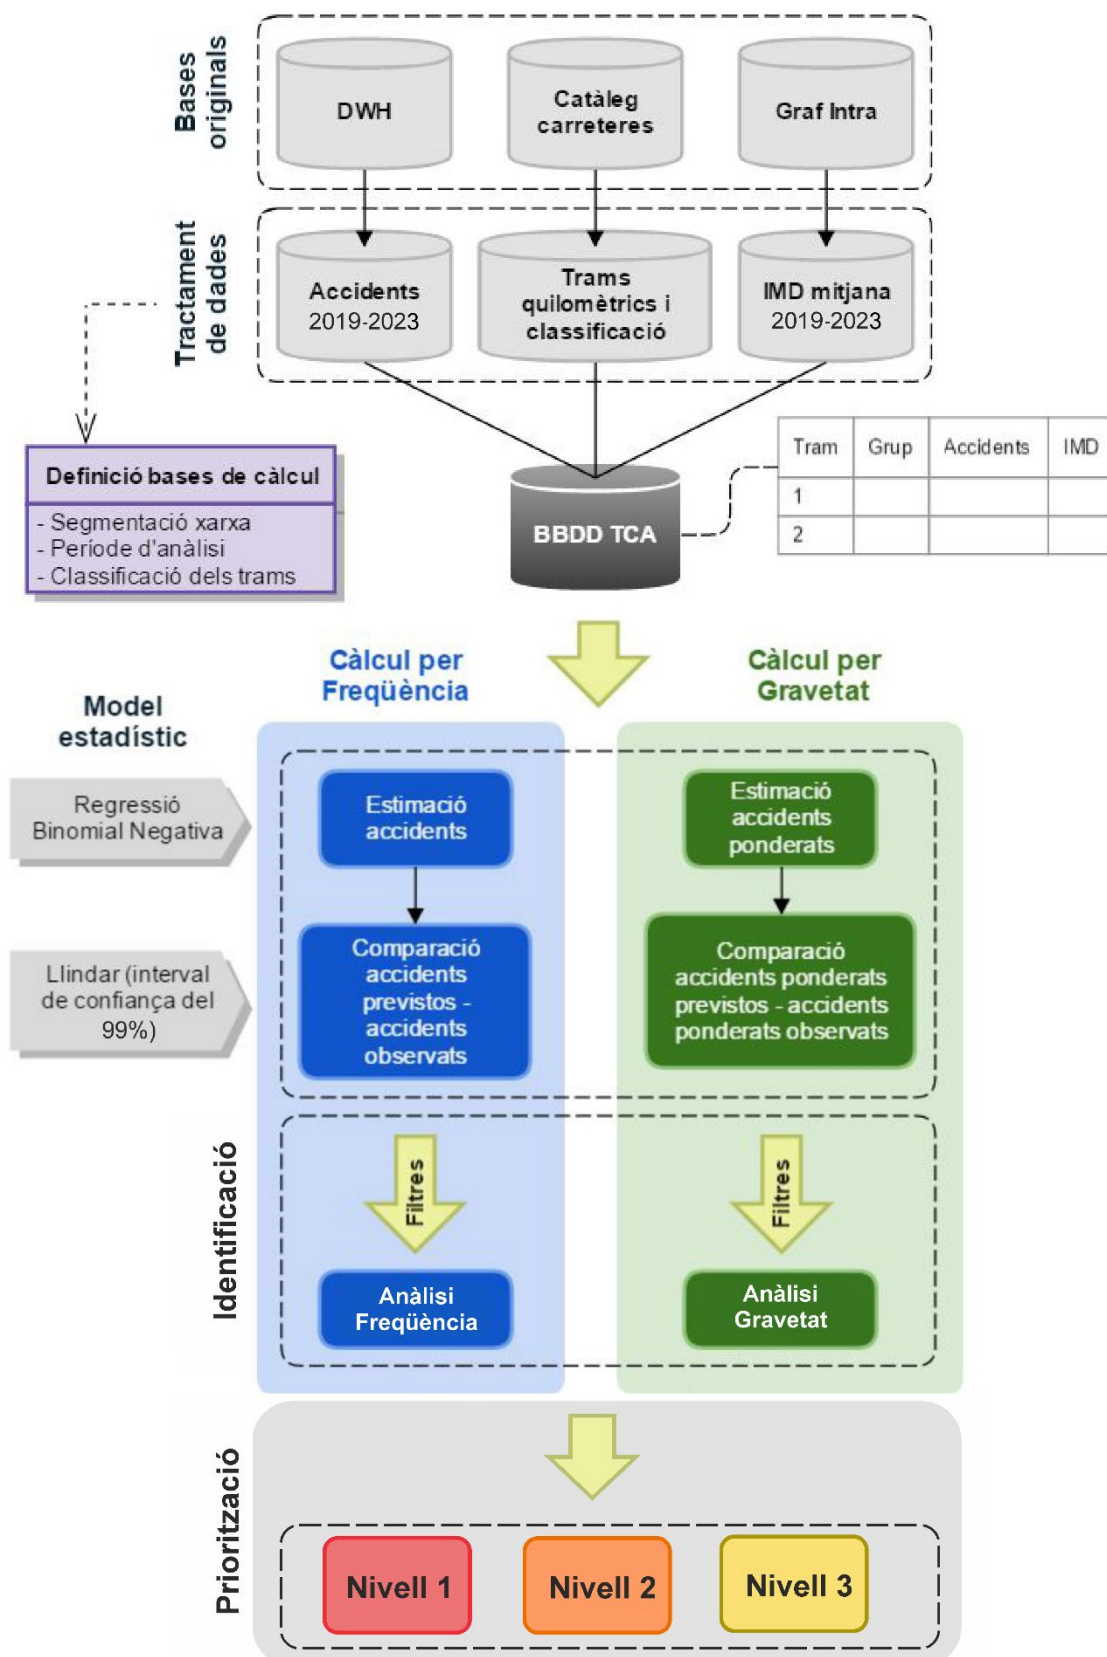 Bases
originals
DWH
Catàleg
carreteres
Graf Intra
Tractament
de dades
Accidents
2019-2023
Trams
quilomètrics i
classificació
IMD mitjana
2019-2023
Definició bases de càlcul
- Segmentació xarxa
- Període d'anàlisi
- Classificació dels trams
BBDD TCA
Tram Grup Accidents IMD
1
2
Càlcul per
Freqüència
Càlcul per
Gravetat
Model
estadístic
Regressió
Binomial Negativa
Estimació
accidents
Estimació
accidents
ponderats
Llindar (interval
de confiança del
99%)
Comparació
accidents
previstos -
accidents
observats
Comparació
accidents ponderats
previstos - accidents
ponderats observats
Identificació
Filtres
Filtres
Anàlisi
Freqüència
Anàlisi
Gravetat
Priorització
Nivell 1
Nivell 2
Nivell 3